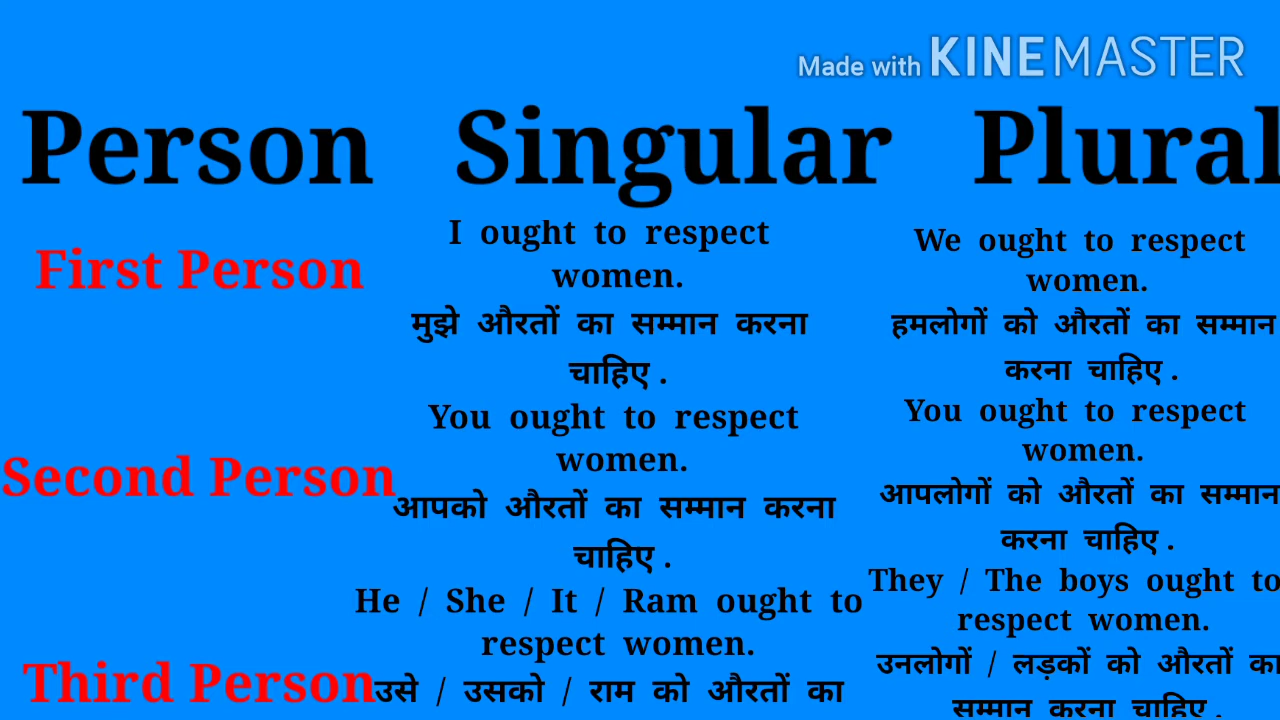 Made with KINEMASTER
Person Singular Plural
First Person
I ought to respect
women.
मुझे औरतों का सम्मान करना
चाहिए .
We ought to respect
women.
हमलोगों को औरतों का सम्मान
करना चाहिए .
Second Person
You ought to respect
women.
आपको औरतों का सम्मान करना
चाहिए .
You ought to respect
women.
आपलोगों को औरतों का सम्मान
करना चाहिए .
Third Person
He / She / It / Ram ought to
respect women.
उसे / उसको / राम को औरतों का
They / The boys ought to
respect women.
उनलोगों / लड़कों को औरतों का
सम्मान करना चाहिए .